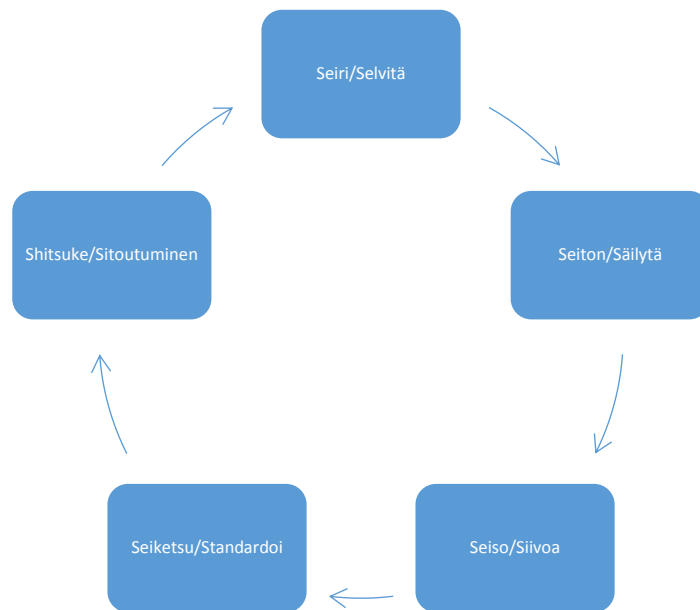 Seiri/Selvitä
Seiton/Säilytä
Seiso/Siivoa
Seiketsu/Standardoi
Shitsuke/Sitoutuminen